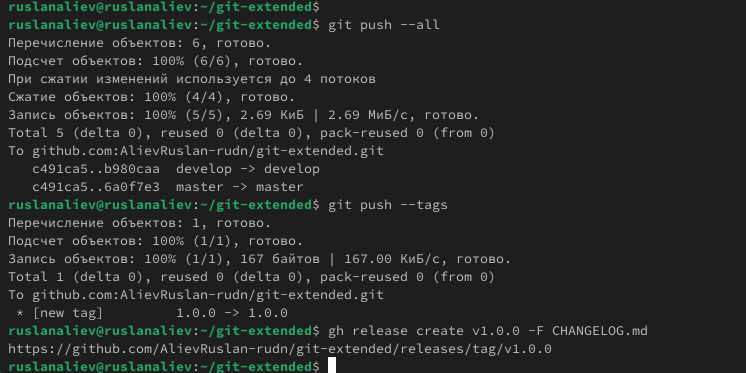 ruslanaliev@ruslanaliev:~/git-extended$
ruslanaliev@ruslanaliev:~/git-extended$ git push --all
Перечисление объектов: 6, готово.
Подсчет объектов: 100% (6/6), готово.
При сжатии изменений используется до 4 потоков
Сжатие объектов: 100% (4/4), готово.
Запись объектов: 100% (5/5), 2.69 КиБ | 2.69 МиБ/с, готово.
Total 5 (delta 0), reused 0 (delta 0), pack-reused 0 (from 0)
To github.com:AlievRuslan-rudn/git-extended.git
   c491ca5..b980caa  develop -> develop
   c491ca5..6a0f7e3  master -> master
ruslanaliev@ruslanaliev:~/git-extended$ git push --tags
Перечисление объектов: 1, готово.
Подсчет объектов: 100% (1/1), готово.
Запись объектов: 100% (1/1), 167 байтов | 167.00 КиБ/с, готово.
Total 1 (delta 0), reused 0 (delta 0), pack-reused 0 (from 0)
To github.com:AlievRuslan-rudn/git-extended.git
 * [new tag]         1.0.0 -> 1.0.0
ruslanaliev@ruslanaliev:~/git-extended$ gh release create v1.0.0 -F CHANGELOG.md
https://github.com/AlievRuslan-rudn/git-extended/releases/tag/v1.0.0
ruslanaliev@ruslanaliev:~/git-extended$